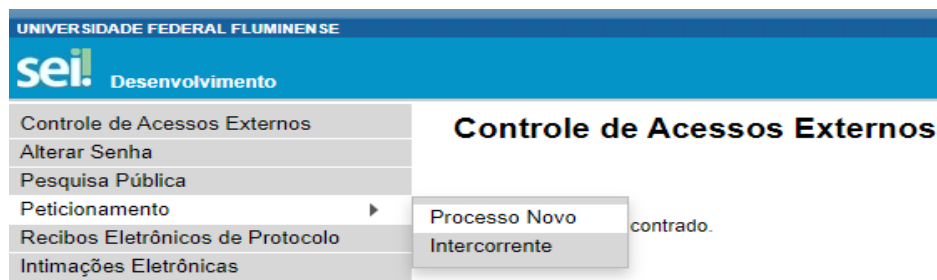 UNIVERSIDADE FEDERAL FLUMINENSE
sei! Desenvolvimento
Controle de Acessos Externos
Alterar Senha
Pesquisa Pública
Peticionamento
Recibos Eletrônicos de Protocolo
Intimações Eletrônicas
Processo Novo
Intercorrente
Controle de Acessos Externos
contrado.